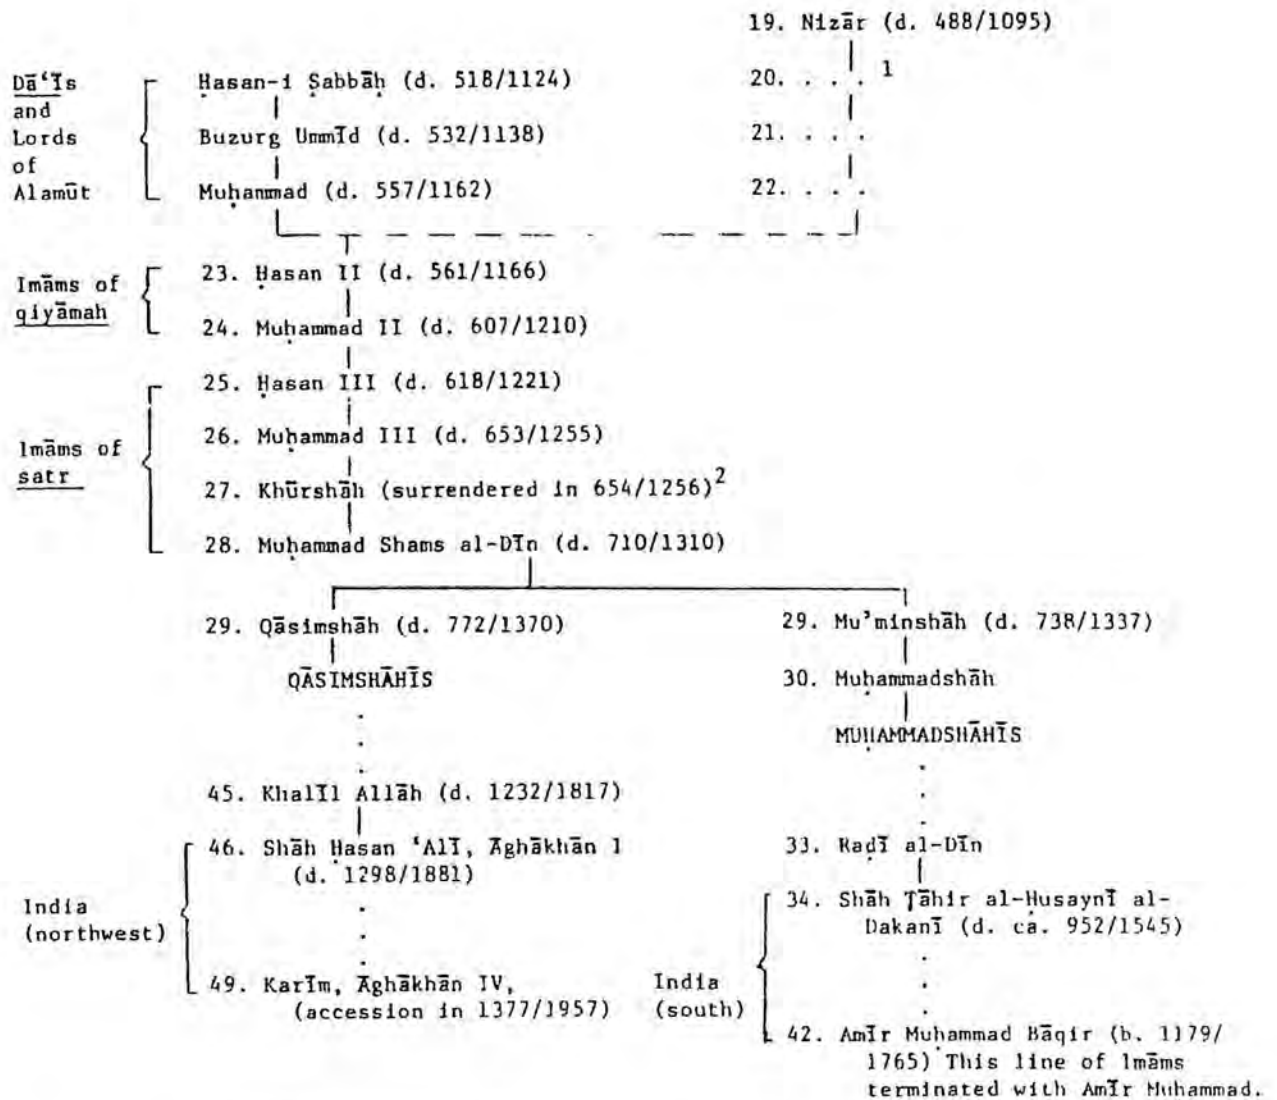 19. Nizār (d. 488/1095)
Dā‘īs
and
Lords
of
Alamūt
Ḥasan-i Ṣabbāḥ (d. 518/1124)
20. . . . . 1
Buzurg Ummīd (d. 532/1138)
21. . . . .
Muḥammad (d. 557/1162)
22. . . . .
Imāms of
qiyāmah
23. Ḥasan II (d. 561/1166)
24. Muḥammad II (d. 607/1210)
Imāms of
satr
25. Ḥasan III (d. 618/1221)
26. Muḥammad III (d. 653/1255)
27. Khūrshāh (surrendered in 654/1256)2
28. Muḥammad Shams al-Dīn (d. 710/1310)
29. Qāsimshāh (d. 772/1370)
29. Mu’minshāh (d. 738/1337)
QĀSIMSHĀHĪS
30. Muḥammadshāh
MUḤAMMADSHĀHĪS
45. Khalīl Allāh (d. 1232/1817)
India
(northwest)
46. Shāh Ḥasan ‘Alī, Āghākhān I
(d. 1298/1881)
49. Karīm, Āghākhān IV,
(accession in 1377/1957)
33. Raḍī al-Dīn
India
(south)
34. Shāh Ṭāhir al-Ḥusaynī al-
Dakanī (d. ca. 952/1545)
42. Amīr Muḥammad Bāqir (b. 1179/
1765) This line of Imāms
terminated with Amīr Muḥammad.